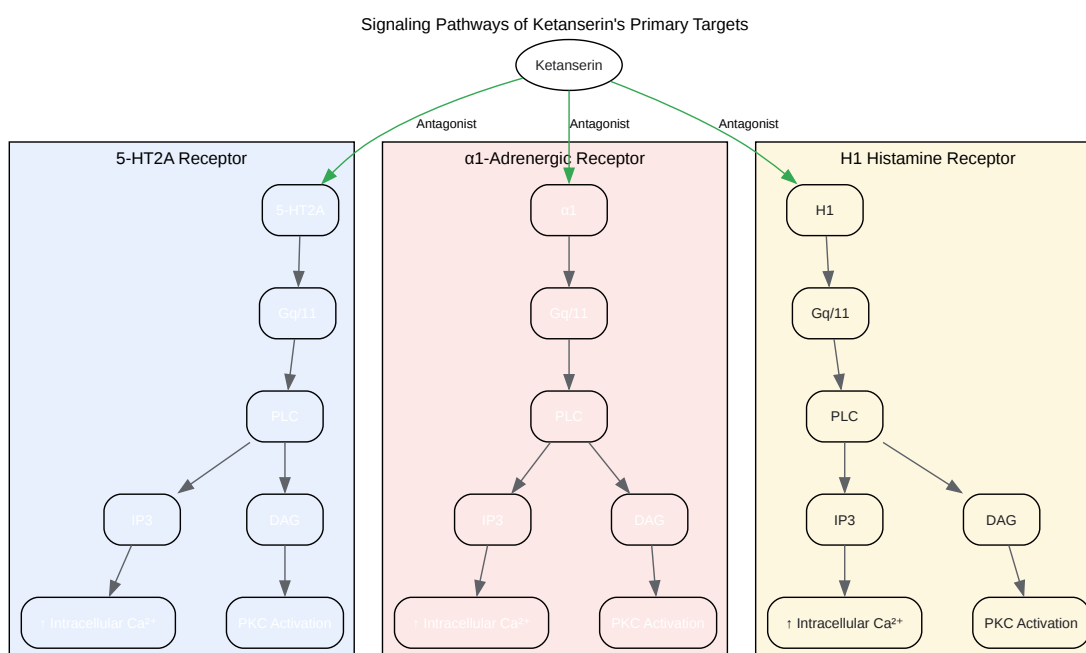 Signaling Pathways of Ketanserin's Primary Targets
Ketanserin
Antagonist
Antagonist
Antagonist
5-HT2A Receptor
α1-Adrenergic Receptor
H1 Histamine Receptor
5-HT2A
α1
H1
Gq/11
Gq/11
Gq/11
PLC
PLC
PLC
IP3
DAG
IP3
DAG
IP3
DAG
↑ Intracellular Ca²⁺
PKC Activation
↑ Intracellular Ca²⁺
PKC Activation
↑ Intracellular Ca²⁺
PKC Activation